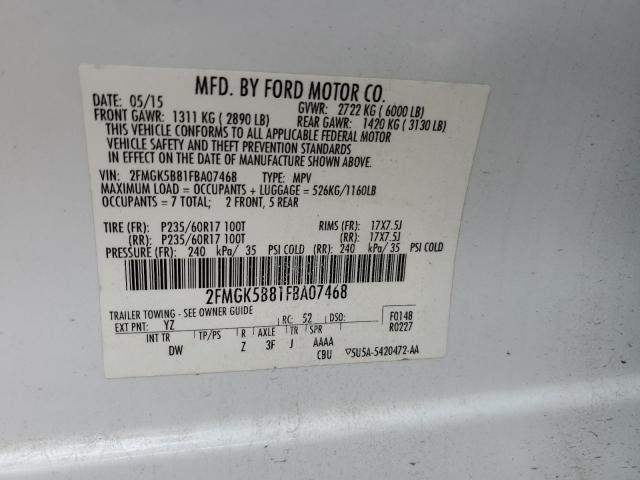 MFD. BY FORD MOTOR CO.
DATE: 05/15 GVWR: 2722 KG ( 6000 LB)
FRONT GAWR: 1311 KG ( 2890 LB) REAR GAWR: 1420 KG ( 3130 LB)
THIS VEHICLE CONFORMS TO ALL APPLICABLE FEDERAL MOTOR
VEHICLE SAFETY AND THEFT PREVENTION STANDARDS
IN EFFECT ON THE DATE OF MANUFACTURE SHOWN ABOVE.
VIN: 2FMGK5B81FBA07468 TYPE: MPV
MAXIMUM LOAD = OCCUPANTS + LUGGAGE = 526KG/1160LB
OCCUPANTS = 7 TOTAL; 2 FRONT, 5 REAR
TIRE (FR): P235/60R17 100T RIMS (FR): 17X7.5J
(RR): P235/60R17 100T (RR): 17X7.5J
PRESSURE (FR): 240 kPa/ 35 PSI COLD (RR): 240 kPa/ 35 PSI COLD
2FMGK5B81FBA07468
TRAILER TOWING - SEE OWNER GUIDE
EXT PNT: YZ RC: 52 DSO: F0148
R0227
INT TR TP/PS R AXLE TR SPR
DW Z 3F J AAAA
CBU ▽5U5A-5420472-AA